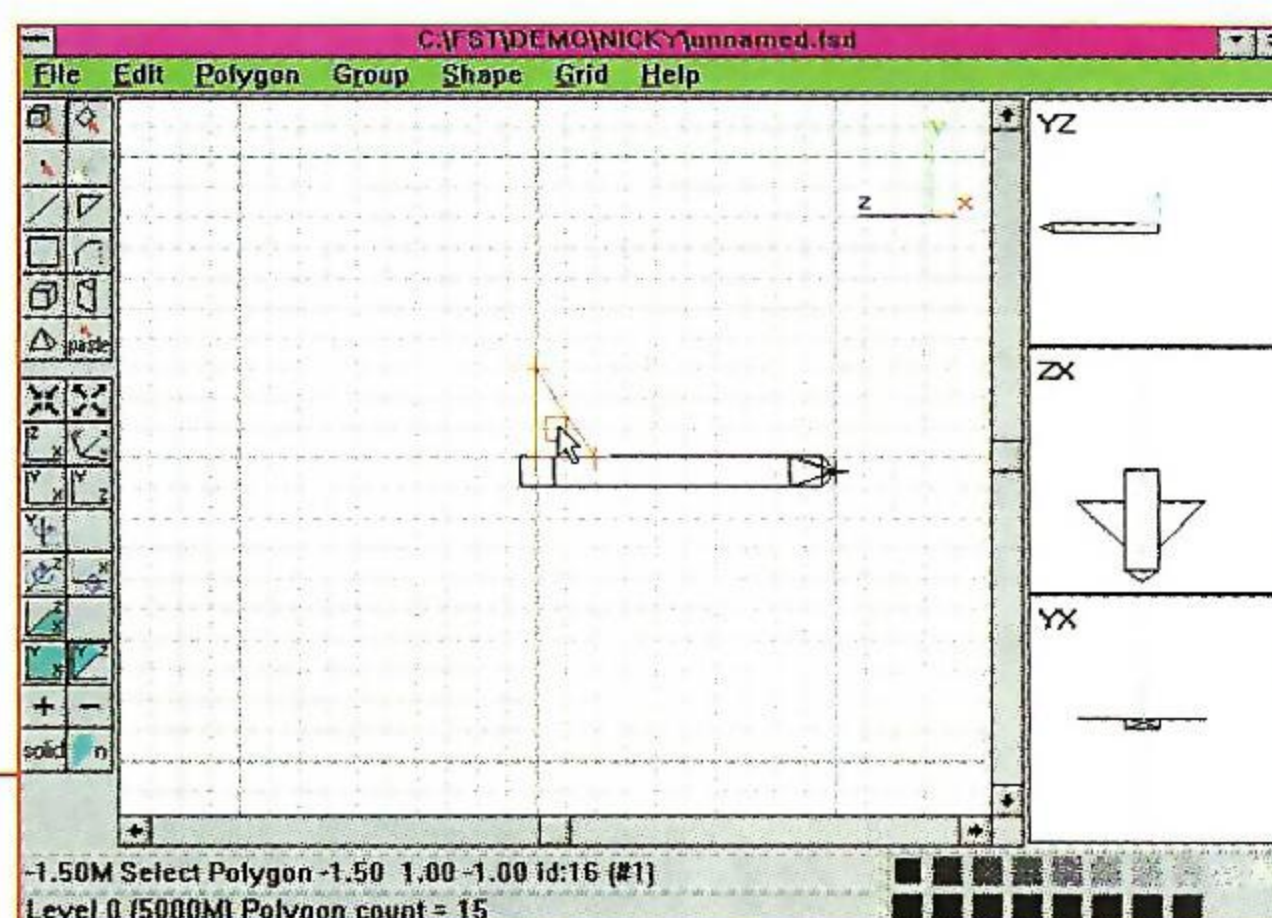 C:\FST\DEMO\NICKY\unnamed.fsd
File Edit Polygon Group Shape Grid Help
YZ
Y
Z X
paste
ZX
Z
X
Y X
Y Z
Y
Z X
Z
X
Y X
Y Z
YX
+ -
solid n
-1.50M Select Polygon -1.50 1.00 -1.00 id:16 (#1)
Level 0 (5000M) Polygon count = 15